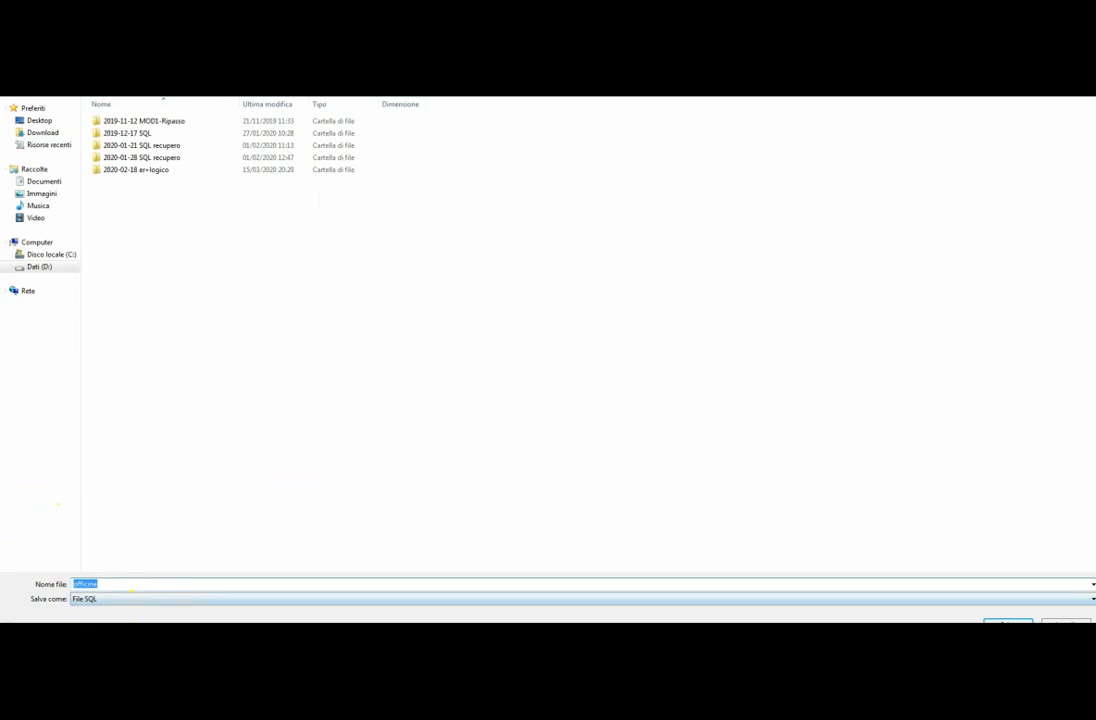 Nome Ultima modifica Tipo Dimensione
Preferiti
Desktop
Download
Risorse recenti
Raccolte
Documenti
Immagini
Musica
Video
Computer
Disco locale (C:)
Dati (D:)
Rete
2019-11-12 MOD1-Ripasso 21/11/2019 11:33 Cartella di file
2019-12-17 SQL 27/01/2020 10:28 Cartella di file
2020-01-21 SQL recupero 01/02/2020 11:13 Cartella di file
2020-01-28 SQL recupero 01/02/2020 12:47 Cartella di file
2020-02-18 er+logico 15/03/2020 20:20 Cartella di file
Nome file: officine
Salva come: File SQL